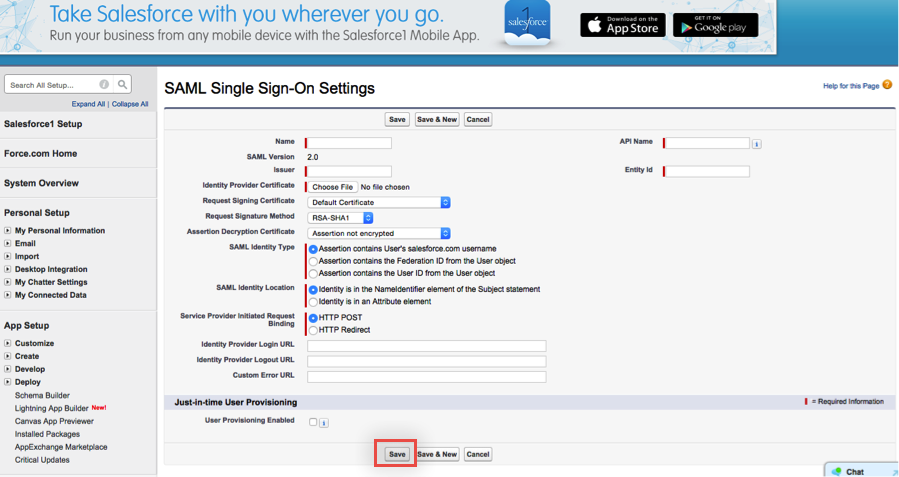 Take Salesforce with you wherever you go.
Run your business from any mobile device with the Salesforce1 Mobile App.
1
salesforce
Download on the
App Store
GET IT ON
Google play
Search All Setup...
i
Expand All | Collapse All
Salesforce1 Setup
Force.com Home
System Overview
Personal Setup
My Personal Information
Email
Import
Desktop Integration
My Chatter Settings
My Connected Data
App Setup
Customize
Create
Develop
Deploy
Schema Builder
Lightning App Builder New!
Canvas App Previewer
Installed Packages
AppExchange Marketplace
Critical Updates
SAML Single Sign-On Settings
Help for this Page ?
Save Save & New Cancel
Name
API Name i
SAML Version 2.0
Issuer
Entity Id
Identity Provider Certificate Choose File No file chosen
Request Signing Certificate Default Certificate
Request Signature Method RSA-SHA1
Assertion Decryption Certificate Assertion not encrypted
SAML Identity Type Assertion contains User's salesforce.com username
Assertion contains the Federation ID from the User object
Assertion contains the User ID from the User object
SAML Identity Location Identity is in the NameIdentifier element of the Subject statement
Identity is in an Attribute element
Service Provider Initiated Request
Binding
HTTP POST
HTTP Redirect
Identity Provider Login URL
Identity Provider Logout URL
Custom Error URL
Just-in-time User Provisioning
= Required Information
User Provisioning Enabled i
Save Save & New Cancel
Chat